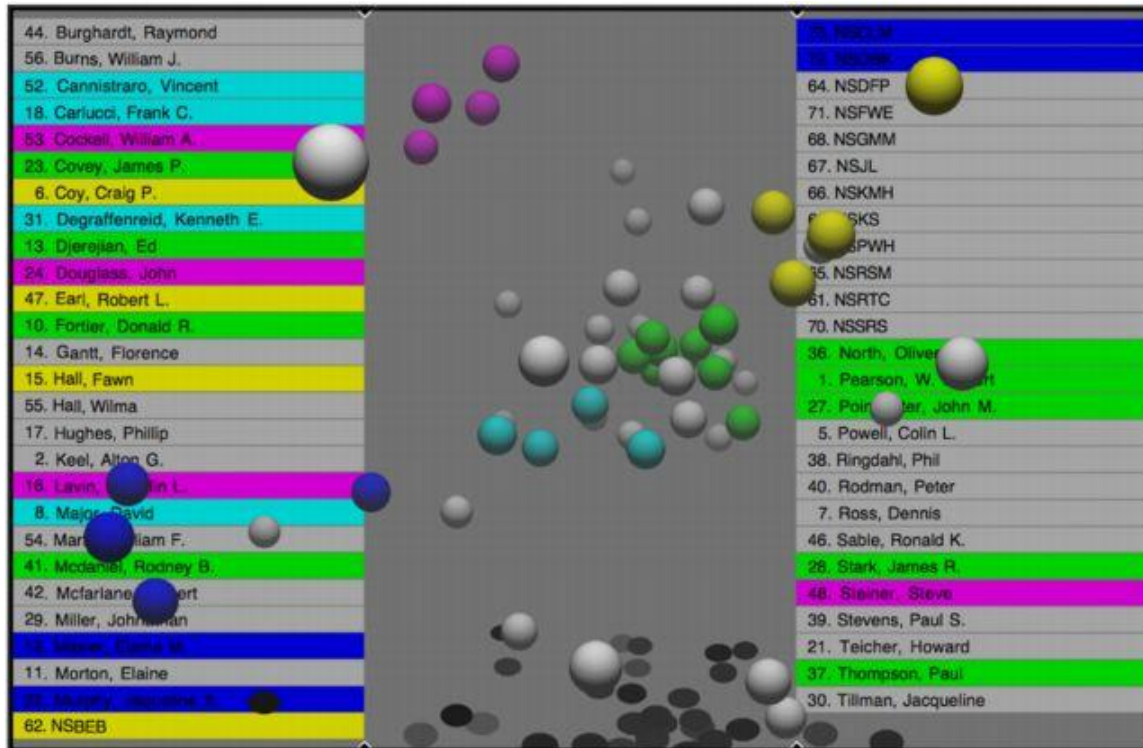 44. Burghardt, Raymond
56. Burns, William J.
52. Cannistraro, Vincent
18. Carlucci, Frank C.
53. Cockell, William A.
23. Covey, James P.
6. Coy, Craig P.
31. Degraffenreid, Kenneth E.
13. Djerejian, Ed
24. Douglass, John
47. Earl, Robert L.
10. Fortier, Donald R.
14. Gantt, Florence
15. Hall, Fawn
55. Hall, Wilma
17. Hughes, Phillip
2. Keel, Alton G.
Lavin, L.
8. Major, David
54. F.
41. Mcdaniel, Rodney B.
42. Mcfarlane,
29. Miller,
11. Morton, Elaine
62. NSBEB
64. NSDFP
71. NSFWE
68. NSGMM
67. NSJL
66. NSKMH
65. NSRSM
61. NSRTC
70. NSSRS
36. North,
1. Pearson, W.
27. John M.
5. Powell, Colin L.
38. Ringdahl, Phil
40. Rodman, Peter
7. Ross, Dennis
46. Sable, Ronald K.
28. Stark, James R.
48. Steiner, Steve
39. Stevens, Paul S.
21. Teicher, Howard
37. Thompson, Paul
30. Tillman, Jacqueline